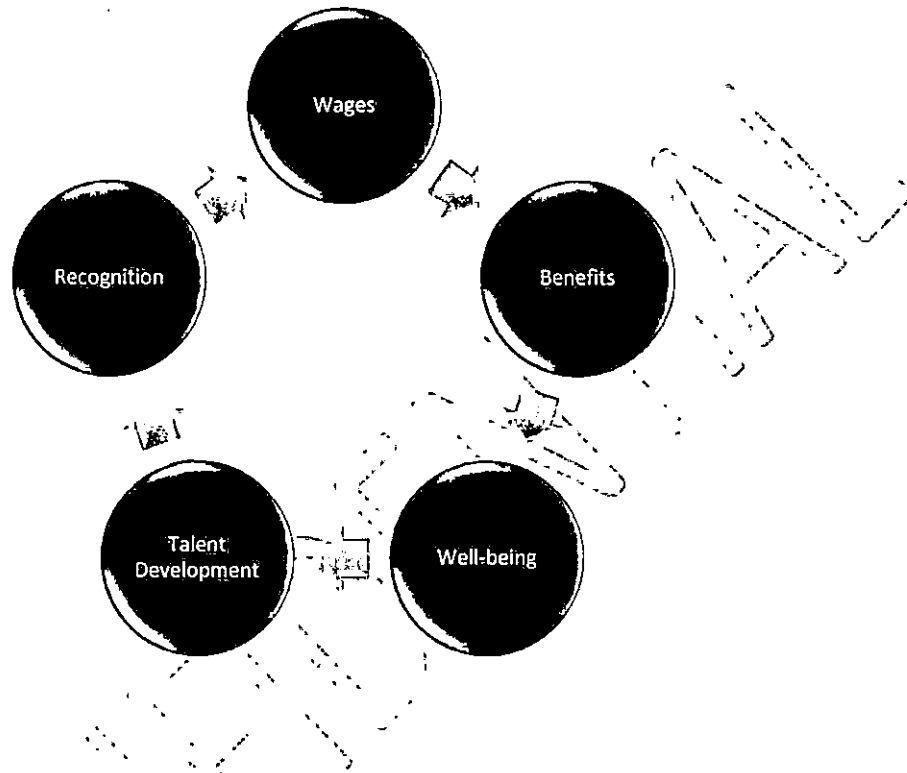 Wages
Benefits
Well-being
Talent
Development
Recognition